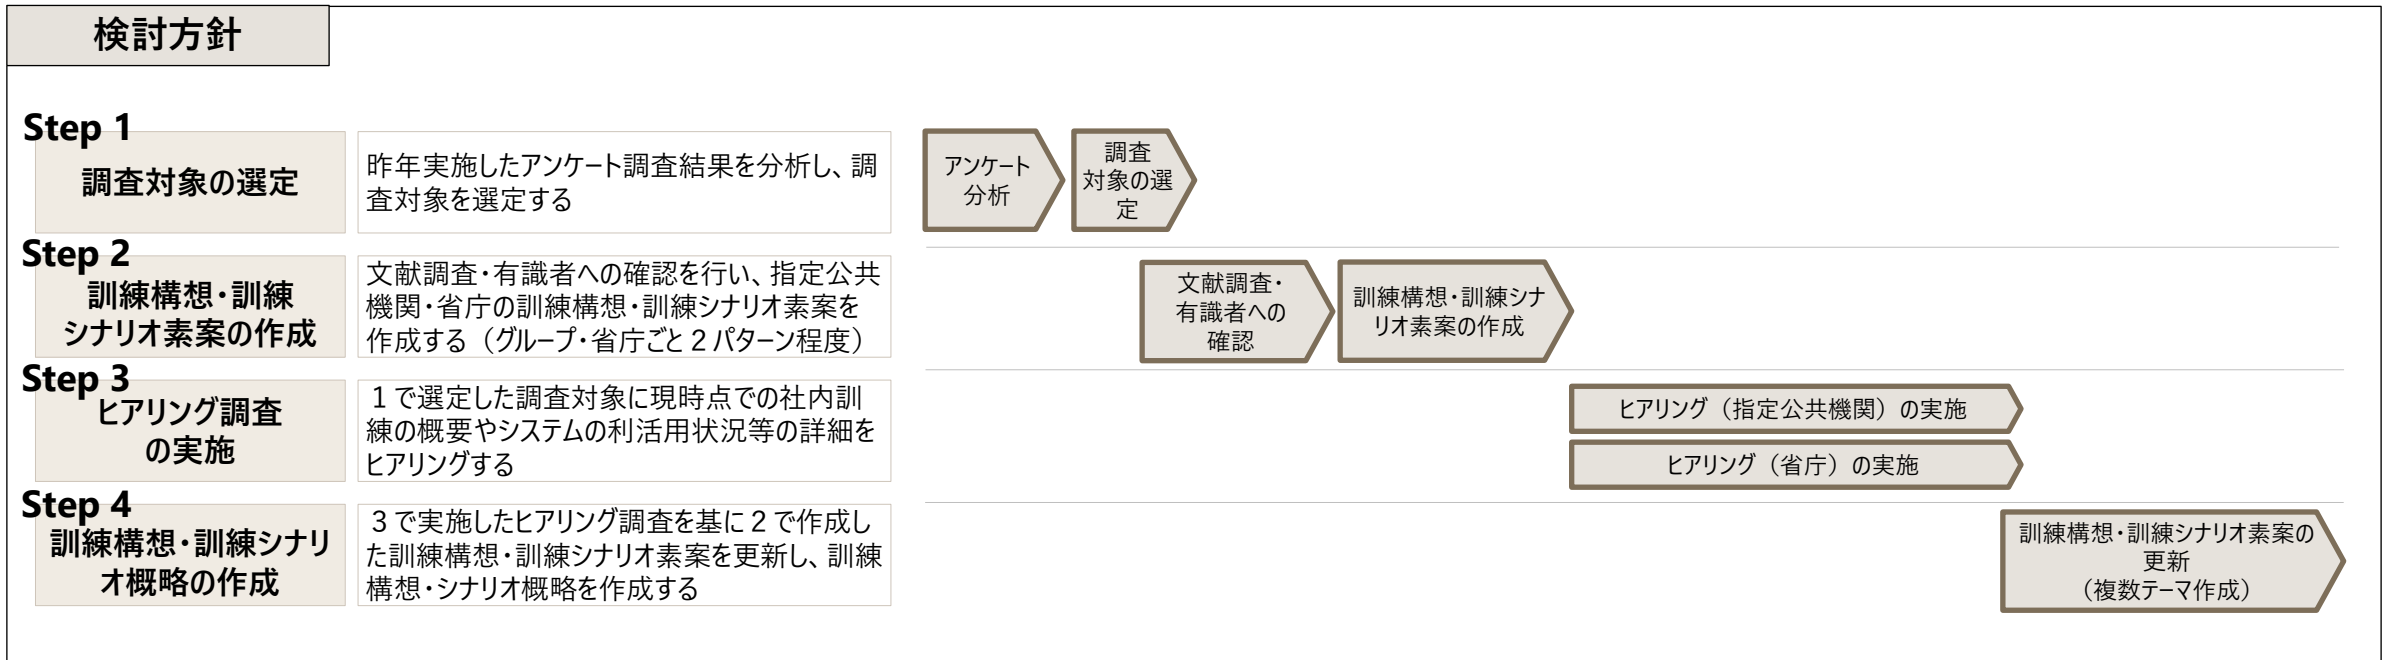 検討方針
Step 1
調査対象の選定
昨年実施したアンケート調査結果を分析し、調
査対象を選定する
アンケート
分析
調査
対象の選
定
Step 2
訓練構想・訓練
シナリオ素案の作成
文献調査・有識者への確認を行い、指定公共
機関・省庁の訓練構想・訓練シナリオ素案を
作成する（グループ・省庁ごと２パターン程度）
文献調査・
有識者への
確認
訓練構想・訓練シナ
リオ素案の作成
Step 3
ヒアリング調査
の実施
１で選定した調査対象に現時点での社内訓
練の概要やシステムの利活用状況等の詳細を
ヒアリングする
ヒアリング（指定公共機関）の実施
ヒアリング（省庁）の実施
Step 4
訓練構想・訓練シナリ
オ概略の作成
３で実施したヒアリング調査を基に２で作成し
た訓練構想・訓練シナリオ素案を更新し、訓練
構想・シナリオ概略を作成する
訓練構想・訓練シナリオ素案の
更新
（複数テーマ作成）